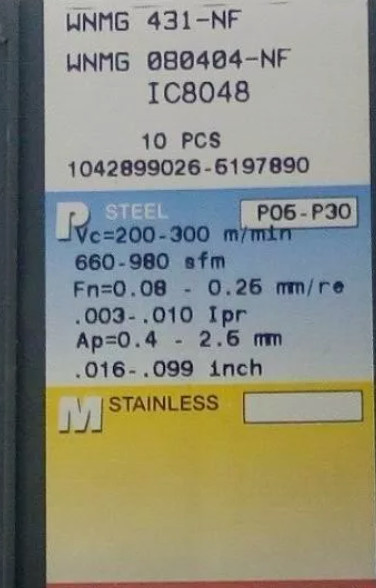 WNMG 431-NF
WNMG 080404-NF
IC8048
10 PCS
1042899026-6197890
P STEEL P05-P30
Vc=200-300 m/min
660-980 sfm
Fn=0.08 - 0.25 mm/re
.003-.010 Ipr
Ap=0.4 - 2.5 mm
.016-.099 inch
M STAINLESS